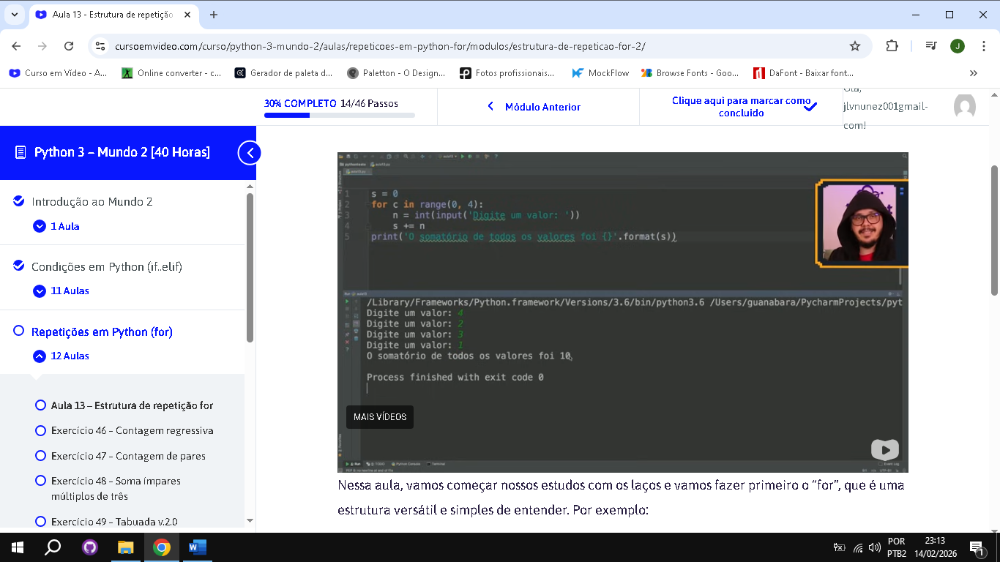 Aula 13 - Estrutura de repetiçã
cursoemvideo.com/curso/python-3-mundo-2/aulas/repeticoes-em-python-for/modulos/estrutura-de-repeticao-for-2/
J
Curso em Vídeo - A...
Online converter - c...
Gerador de paleta d...
Paletton - O Design...
Fotos profissionais...
MockFlow
Browse Fonts - Goo...
DaFont - Baixar font...
30% COMPLETO 14/46 Passos
Módulo Anterior
Clique aqui para marcar como
concluido
Olá,
jlvnunez001gmail-
com!
Python 3 – Mundo 2 [40 Horas]
Introdução ao Mundo 2
1 Aula
Condições em Python (if..elif)
11 Aulas
Repetições em Python (for)
12 Aulas
Aula 13 – Estrutura de repetição for
Exercício 46 – Contagem regressiva
Exercício 47 – Contagem de pares
Exercício 48 – Soma ímpares
múltiplos de três
Exercício 49 – Tabuada v.2.0
1 s = 0
2 for c in range(0, 4):
3 n = int(input('Digite um valor: '))
4 s += n
5 print('O somatório de todos os valores foi {}'.format(s))
/Library/Frameworks/Python.framework/Versions/3.6/bin/python3.6 /Users/guanabara/PycharmProjects/pyt
Digite um valor: 4
Digite um valor: 2
Digite um valor: 3
Digite um valor: 1
O somatório de todos os valores foi 10
Process finished with exit code 0
MAIS VÍDEOS
Python Console
Terminal
Event Log
Nessa aula, vamos começar nossos estudos com os laços e vamos fazer primeiro o “for”, que é uma
estrutura versátil e simples de entender. Por exemplo:
POR
PTB2
23:13
14/02/2026
1